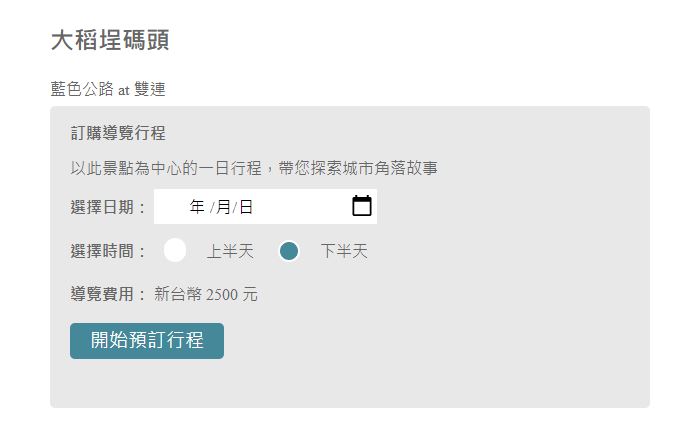 大稻埕碼頭
藍色公路 at 雙連
訂購導覽行程
以此景點為中心的一日行程，帶您探索城市角落故事
選擇日期： 年 /月/日
選擇時間： 上半天 下半天
導覽費用： 新台幣 2500 元
開始預訂行程